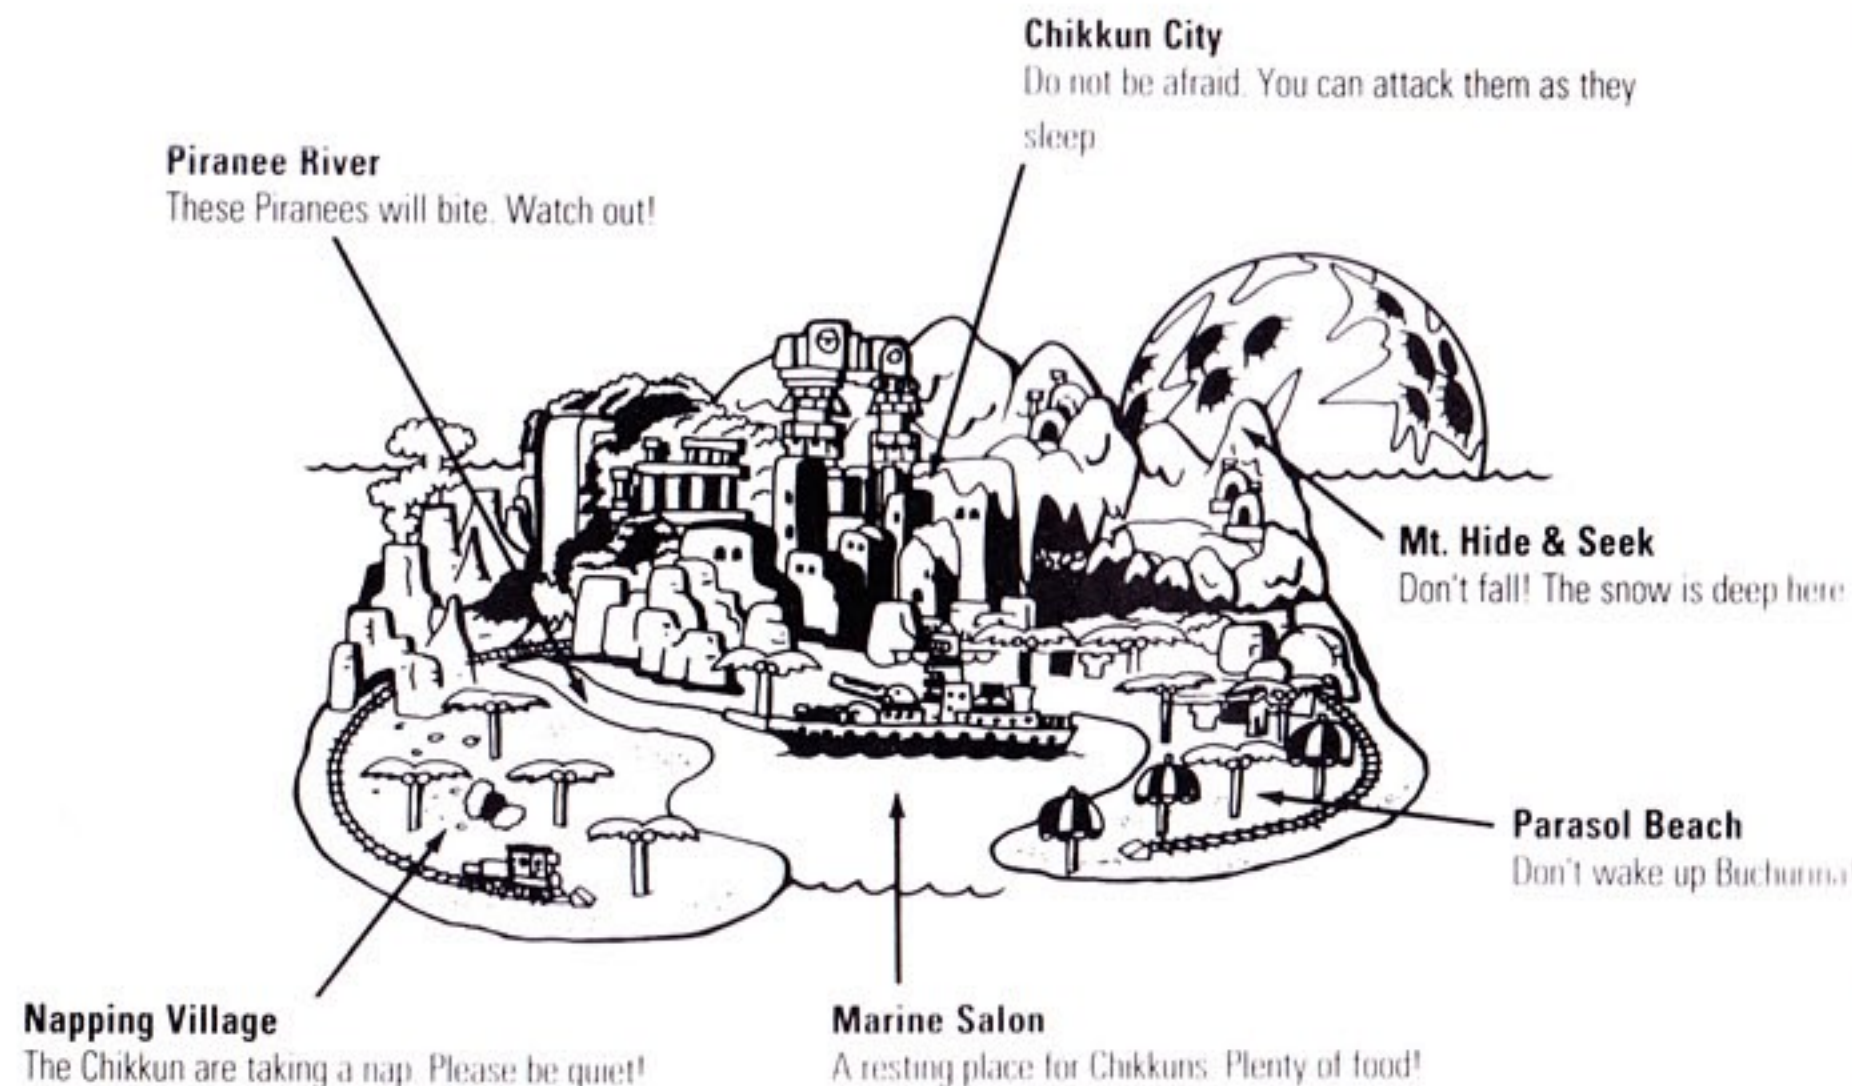 Chikkun City
Do not be afraid. You can attack them as they
sleep
Piranee River
These Piranees will bite. Watch out!
Mt. Hide & Seek
Don't fall! The snow is deep here
Parasol Beach
Don't wake up
Napping Village
The Chikkun are taking a nap. Please be quiet!
Marine Salon
A resting place for Chikkuns. Plenty of food!